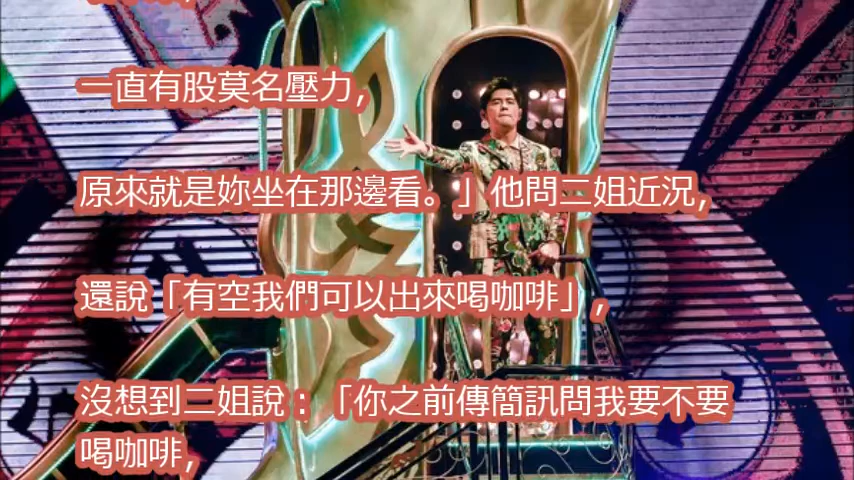 一直有股莫名壓力，
原來就是妳坐在那邊看。」他問二姐近況，
還說「有空我們可以出來喝咖啡」，
沒想到二姐說：「你之前傳簡訊問我要不要
喝咖啡，